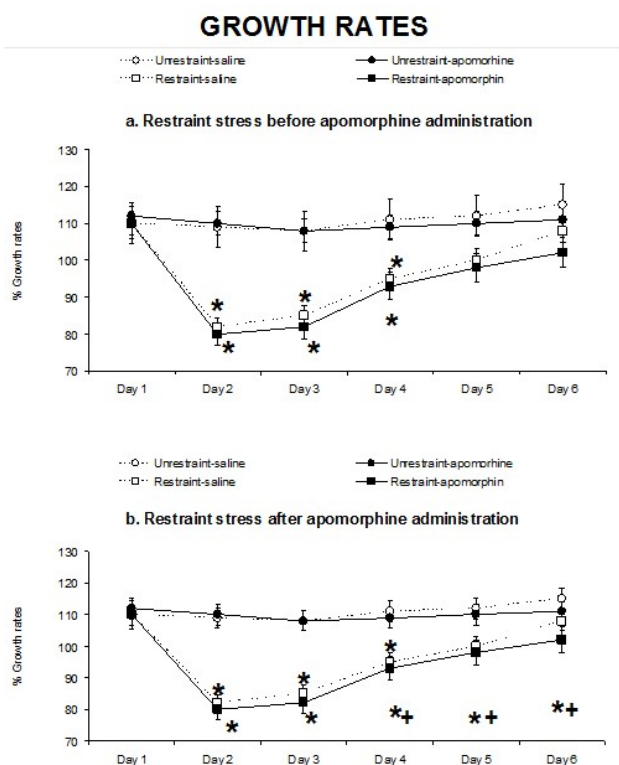 GROWTH RATES
Unrestraint-saline Unrestraint-apomorhine
Restraint-saline Restraint-apomorphin
a. Restraint stress before apomorphine administration
% Growth rates
130
120
110
100
90
80
70
* * * * * *
Day 1 Day 2 Day 3 Day 4 Day 5 Day 6
Unrestraint-saline Unrestraint-apomorhine
Restraint-saline Restraint-apomorphin
b. Restraint stress after apomorphine administration
% Growth rates
130
120
110
100
90
80
70
* * * * * *+ *+ *+
Day 1 Day 2 Day 3 Day 4 Day 5 Day 6